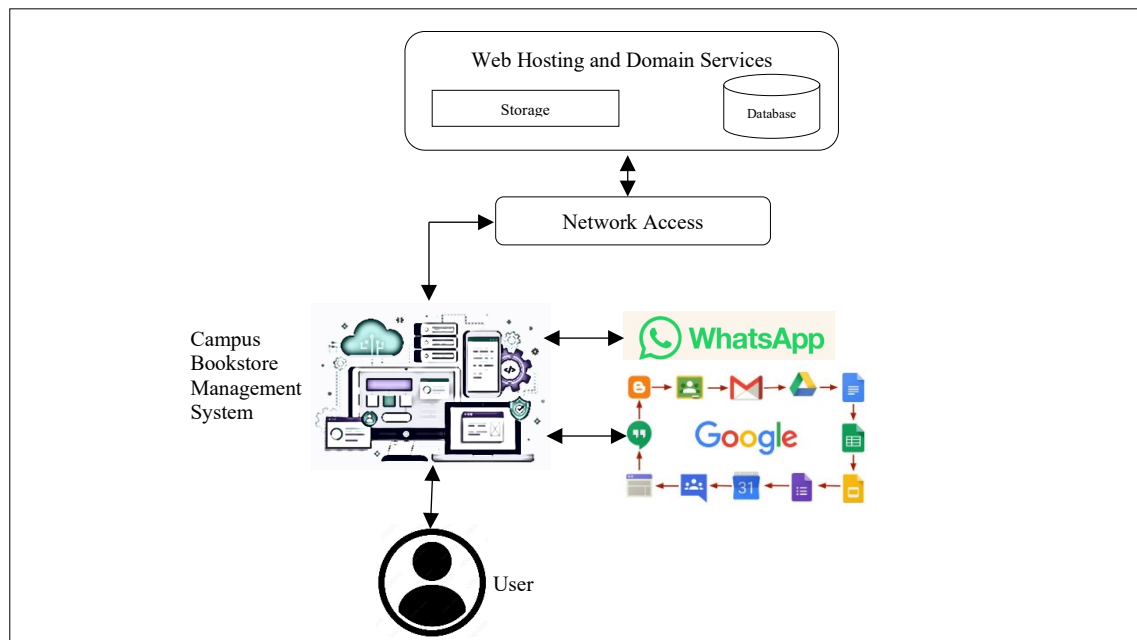 Web Hosting and Domain Services
Storage
Database
Network Access
Campus
Bookstore
Management
System
WhatsApp
Google
31
User